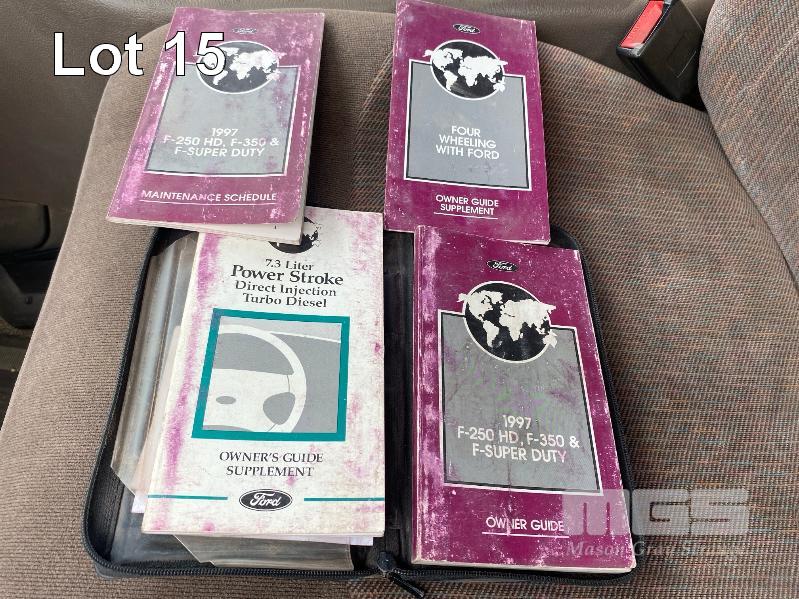 Lot 15
Ford
1997
F-250 HD, F-350 &
F-SUPER DUTY
MAINTENANCE SCHEDULE
Ford
FOUR
WHEELING
WITH FORD
OWNER GUIDE
SUPPLEMENT
7.3 Liter
Power Stroke
Direct Injection
Turbo Diesel
OWNER'S GUIDE
SUPPLEMENT
Ford
Ford
1997
F-250 HD, F-350 &
F-SUPER DUTY
OWNER GUIDE
MGS
Mason Gray